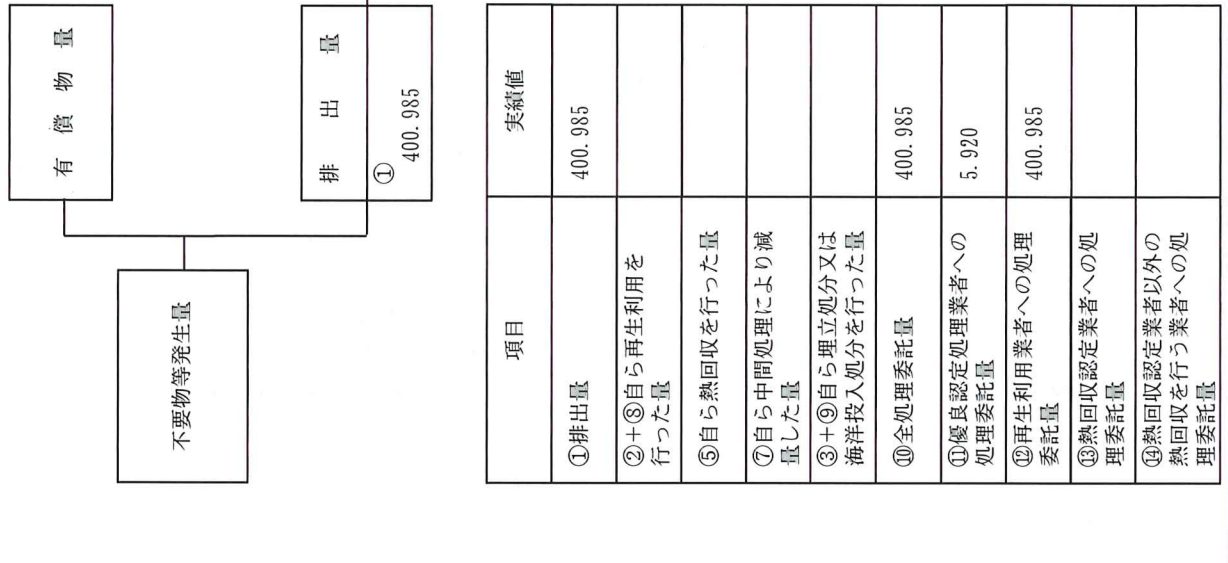 有償物量
不要物等発生量
排出量
①
400.985
項目
実績値
①排出量
400.985
②+⑧自ら再生利用を
行った量
⑤自ら熱回収を行った量
⑦自ら中間処理により減
量した量
③+⑨自ら埋立処分又は
海洋投入処分を行った量
⑩全処理委託量
400.985
⑪優良認定処理業者への
処理委託量
5.920
⑫再生利用業者への処理
委託量
400.985
⑬熱回収認定業者への処
理委託量
⑭熱回収認定業者以外の
熱回収を行う業者への処
理委託量